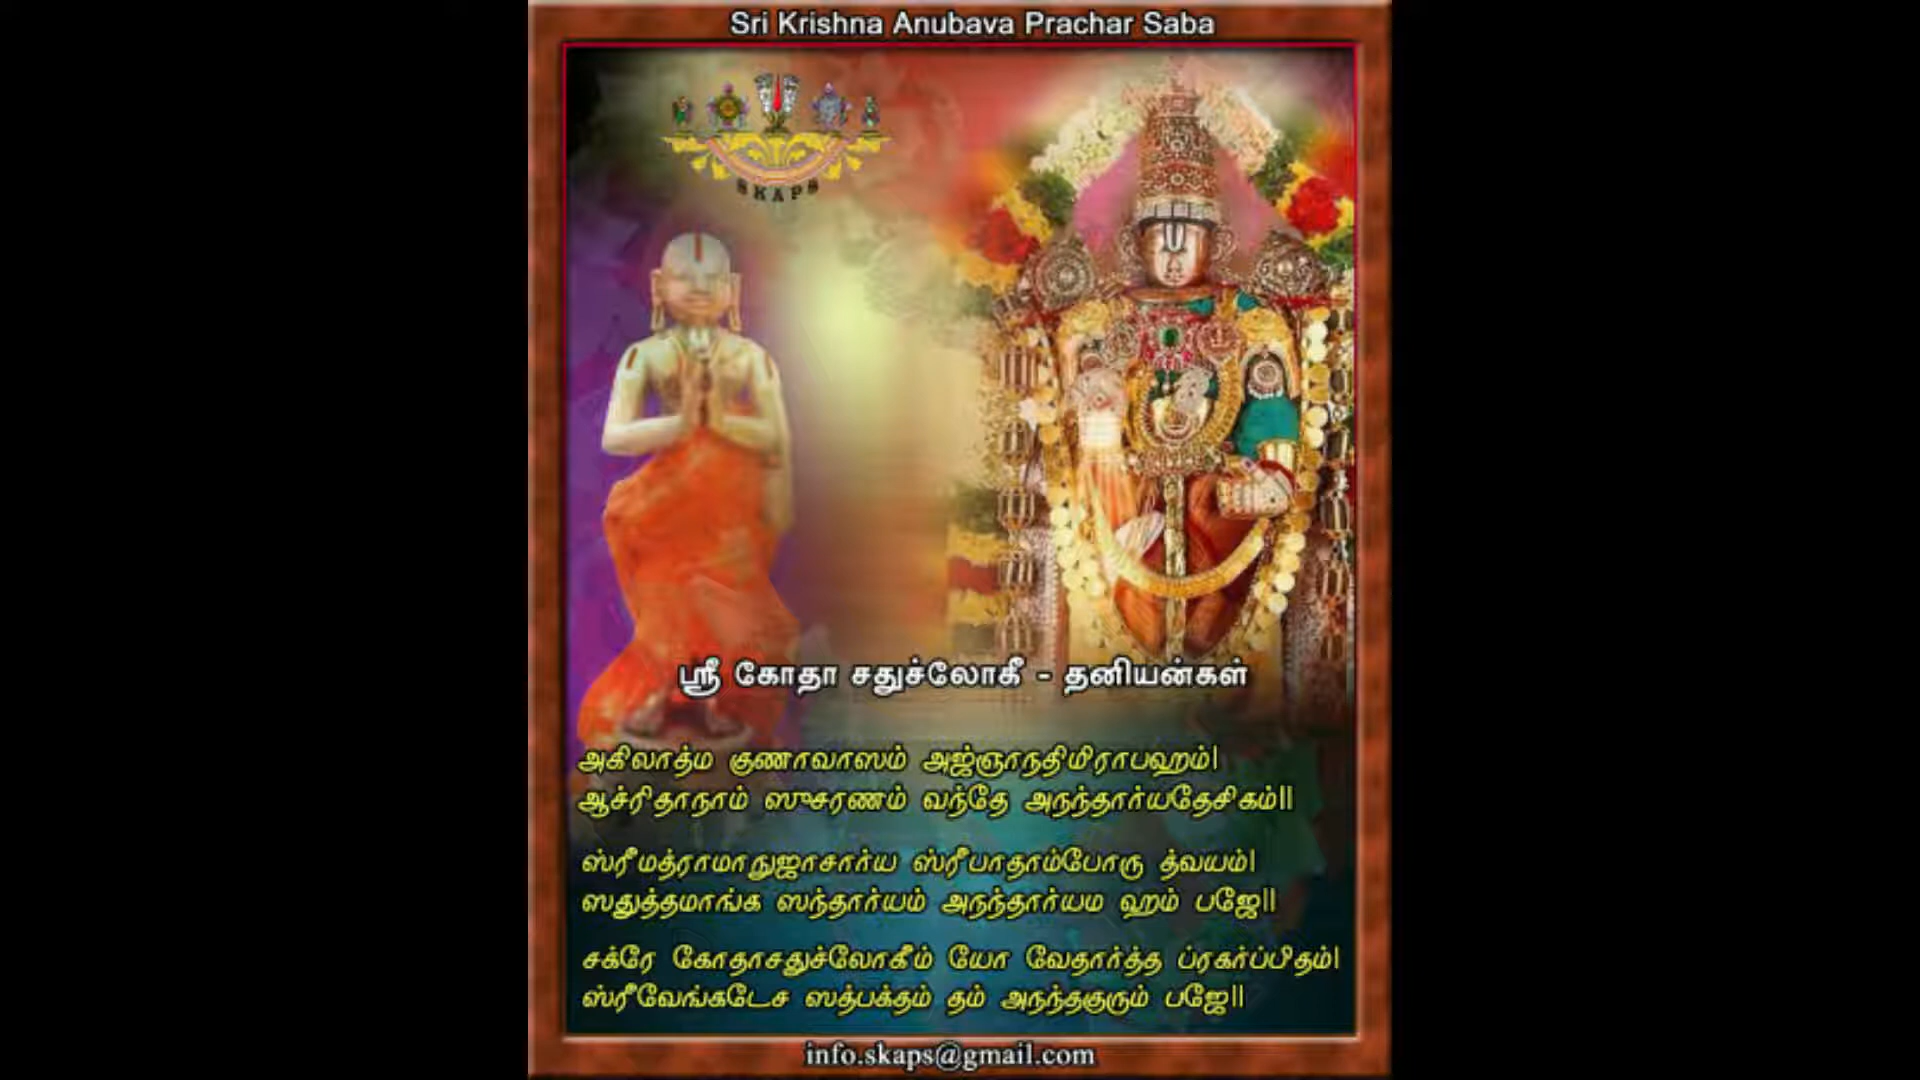 Sri Krishna Anubava Prachar Saba
SKAPS
ஸ்ரீ கோதா சதுச்லோகீ - தனியன்கள்
அகிலாத்ம குணாவாஸம் அஜ்ஞாநதிமிராபஹம்|
ஆச்ரிதாநாம் ஸுசரணம் வந்தே அநந்தார்யதேசிகம்||
ஸ்ரீமத்ராமாநுஜாசார்ய ஸ்ரீபாதாம்போரு த்வயம்|
ஸதுத்தமாங்க ஸந்தார்யம் அநந்தார்யம ஹம் பஜே||
சக்ரே கோதாசதுச்லோகீம் யோ வேதார்த்த ப்ரகர்ப்பிதம்|
ஸ்ரீவேங்கடேச ஸத்பக்தம் தம் அநந்தகுரும் பஜே||
info.skaps@gmail.com